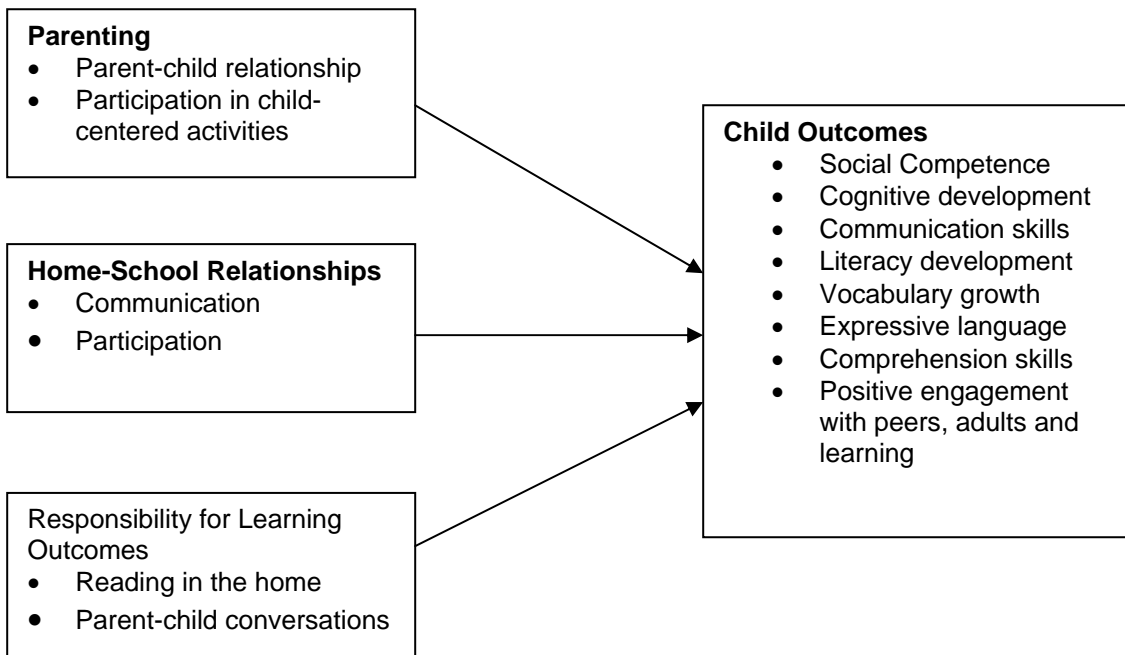 Parenting
• Parent-child relationship
• Participation in child-
centered activities
Home-School Relationships
• Communication
• Participation
Responsibility for Learning
Outcomes
• Reading in the home
• Parent-child conversations
Child Outcomes
• Social Competence
• Cognitive development
• Communication skills
• Literacy development
• Vocabulary growth
• Expressive language
• Comprehension skills
• Positive engagement
with peers, adults and
learning